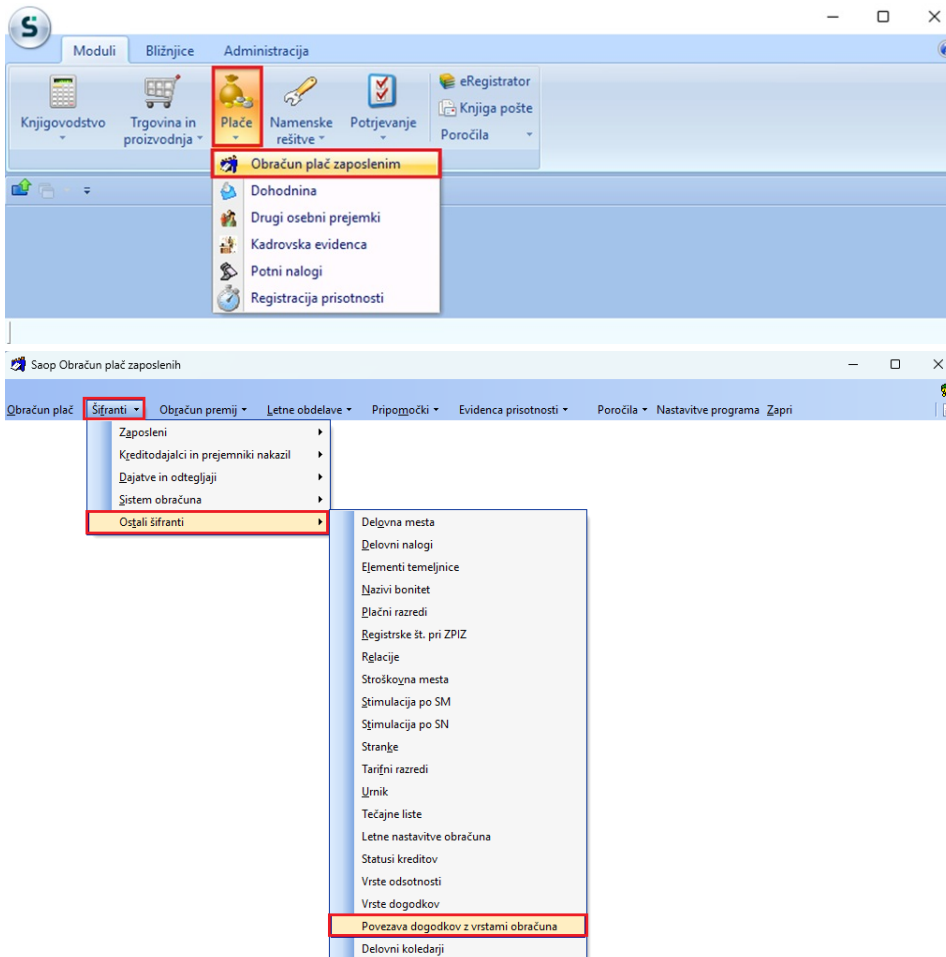 S
Moduli Bližnjice Administracija
Knjigovodstvo
Trgovina in
proizvodnja
Plače
Namenske
rešitve
Potrjevanje
eRegistrator
Knjiga pošte
Poročila
Obračun plač zaposlenim
Dohodnina
Drugi osebni prejemki
Kadrovska evidenca
Potni nalogi
Registracija prisotnosti
Saop Obračun plač zaposlenih
Obračun plač Šifranti Obračun premij Letne obdelave Pripomočki Evidenca prisotnosti Poročila Nastavitve programa Zapri
Zaposleni
Kreditodajalci in prejemniki nakazil
Dajatve in odtegljaji
Sistem obračuna
Ostali šifranti
Delovna mesta
Delovni nalogi
Elementi temeljnice
Nazivi bonitet
Plačni razredi
Registrske št. pri ZPIZ
Relacije
Stroškovna mesta
Stimulacija po SM
Stimulacija po SN
Stranke
Tarifni razredi
Urnik
Tečajne liste
Letne nastavitve obračuna
Statusi kreditov
Vrste odsotnosti
Vrste dogodkov
Povezava dogodkov z vrstami obračuna
Delovni koledarji